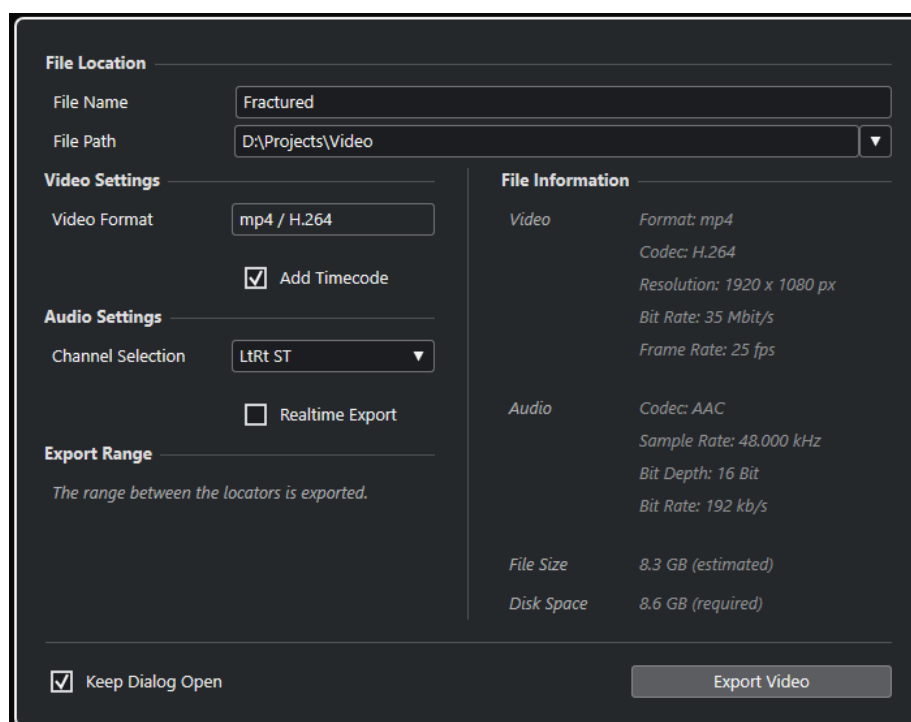 File Location
File Name Fractured
File Path D:\Projects\Video
Video Settings
Video Format mp4 / H.264
Add Timecode
Audio Settings
Channel Selection LtRt ST
Realtime Export
Export Range
The range between the locators is exported.
File Information
Video Format: mp4
Codec: H.264
Resolution: 1920 x 1080 px
Bit Rate: 35 Mbit/s
Frame Rate: 25 fps
Audio Codec: AAC
Sample Rate: 48.000 kHz
Bit Depth: 16 Bit
Bit Rate: 192 kb/s
File Size 8.3 GB (estimated)
Disk Space 8.6 GB (required)
Keep Dialog Open
Export Video